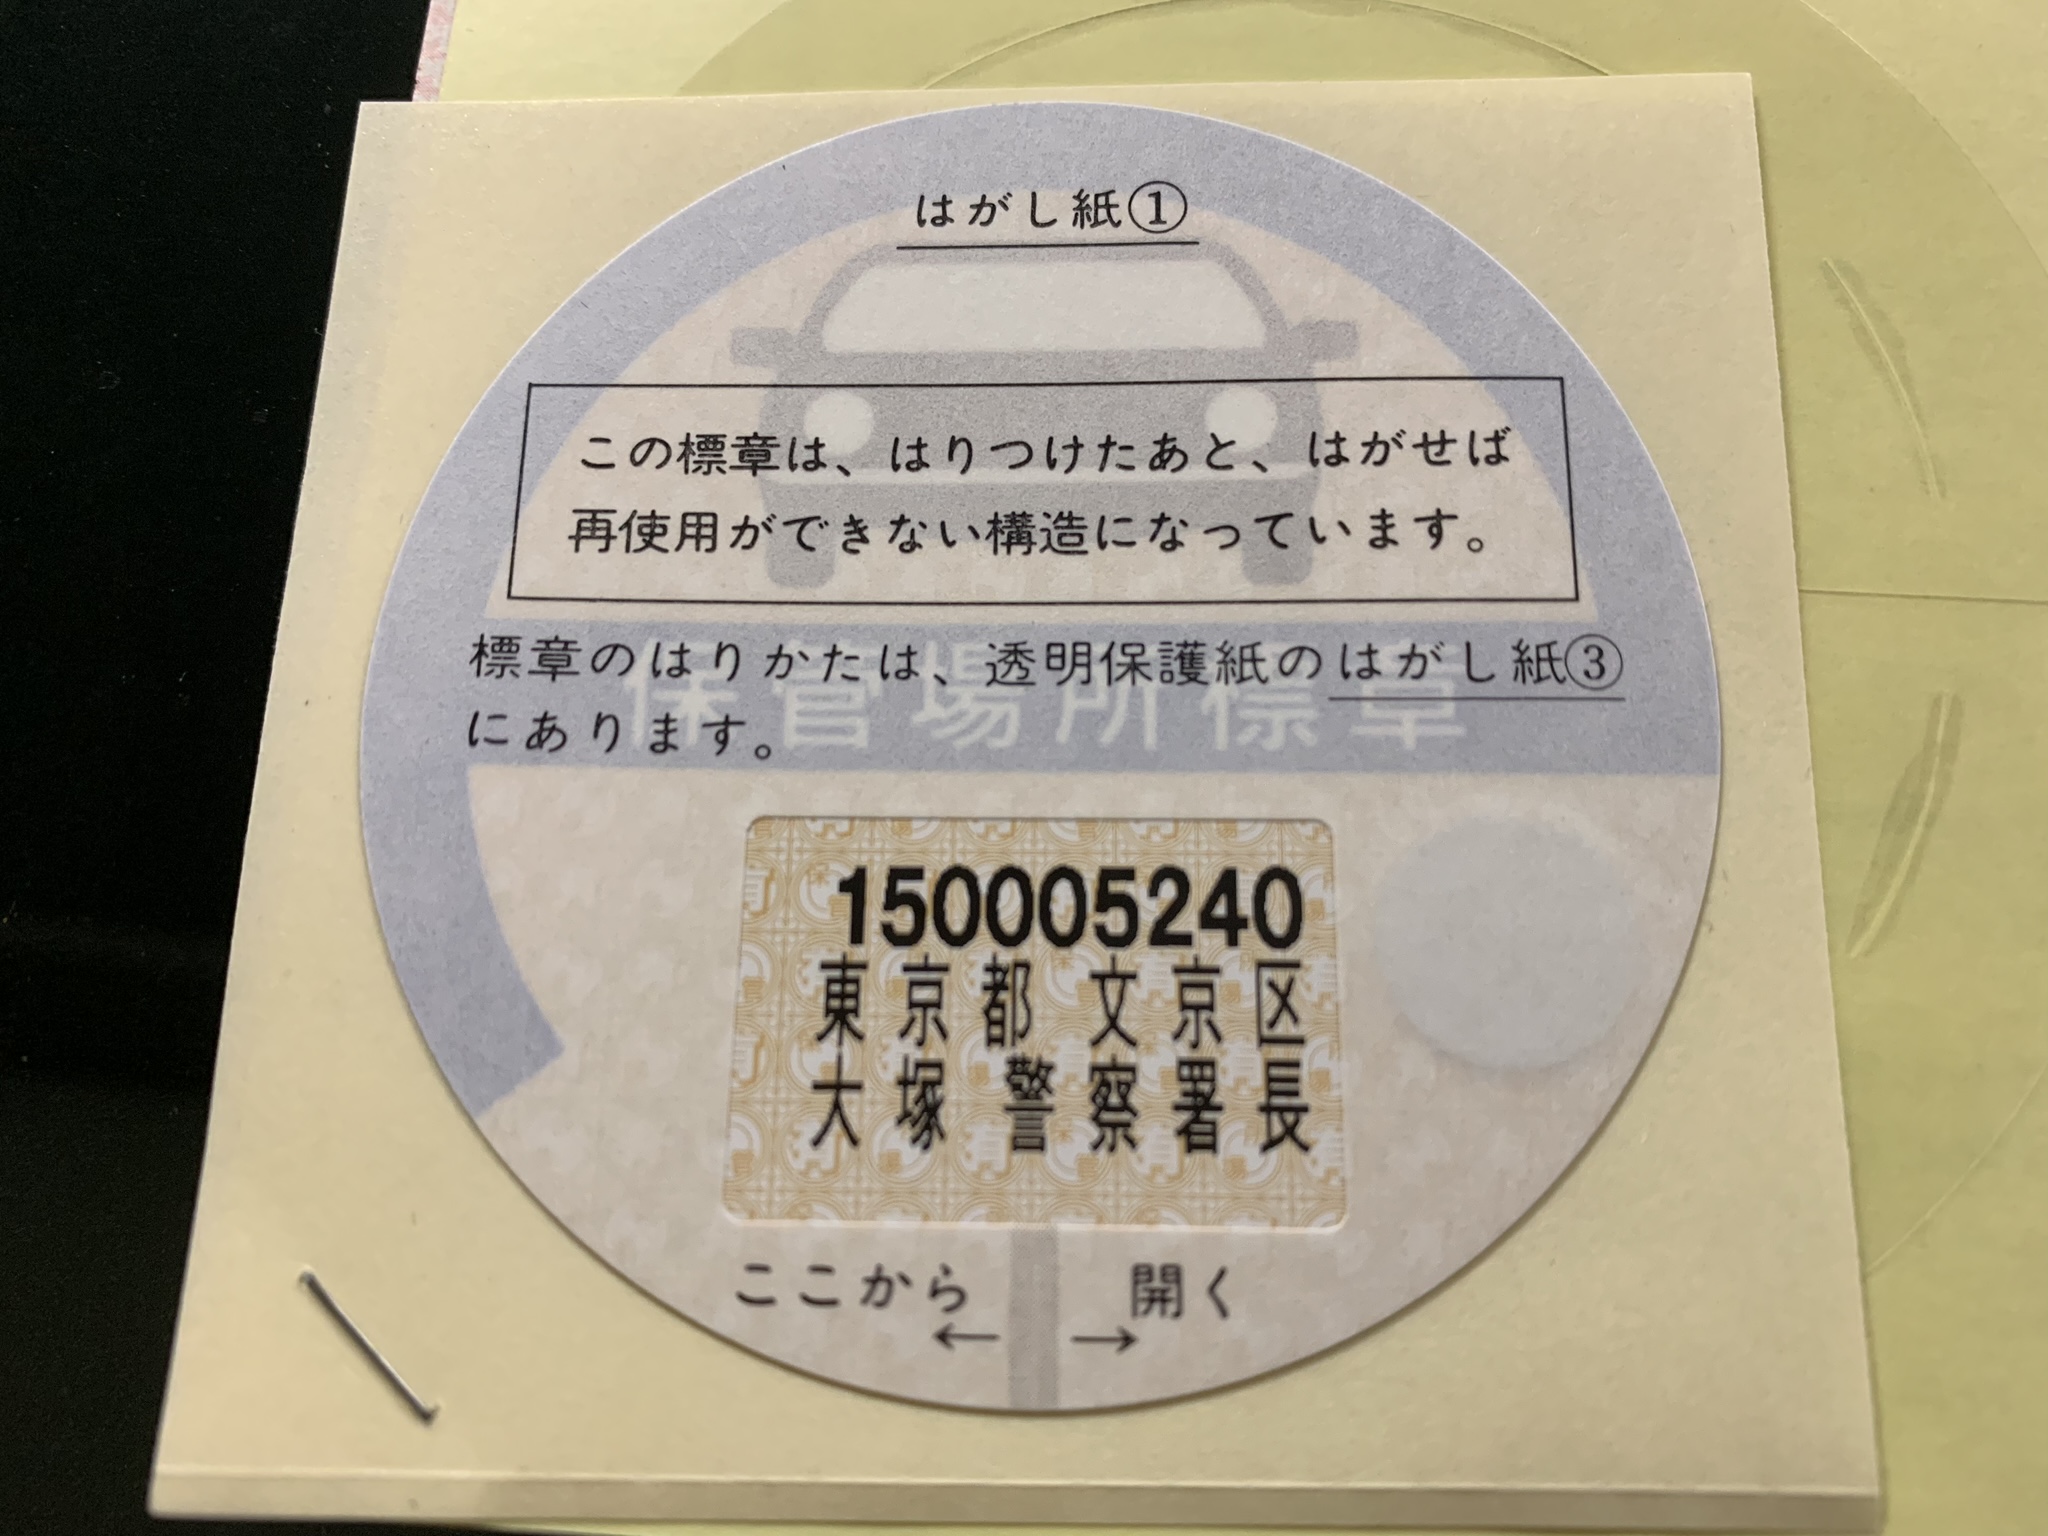 はがし紙①
この標章は、はりつけたあと、はがせば
再使用ができない構造になっています。
標章のはりかたは、透明保護紙のはがし紙③
にあります。
保管場所標章
150005240
東京都文京区
大塚警察署長
ここから 開く
← →